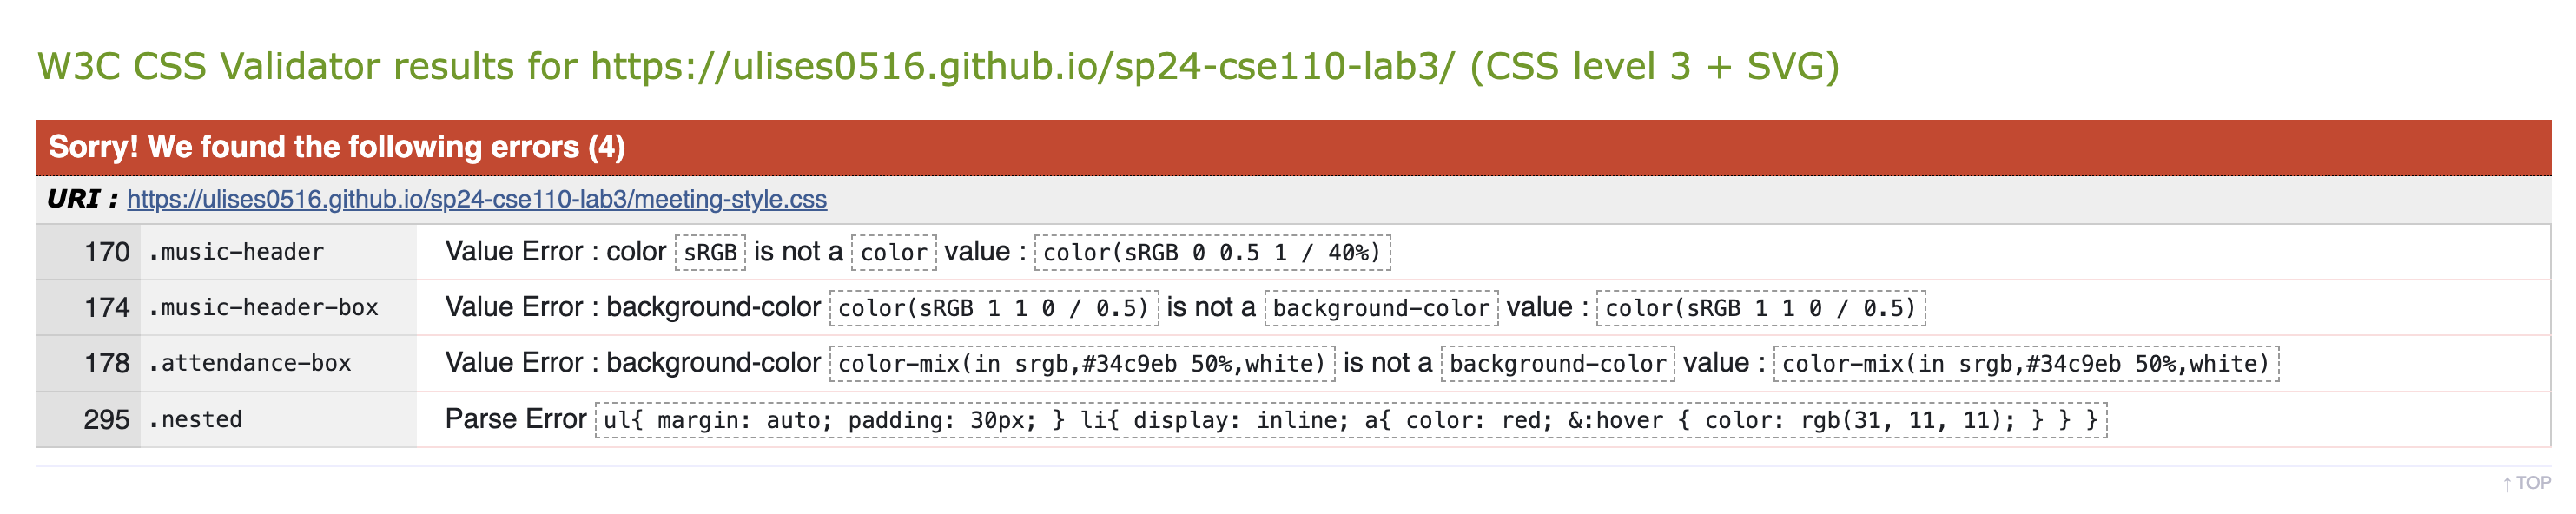 W3C CSS Validator results for https://ulises0516.github.io/sp24-cse110-lab3/ (CSS level 3 + SVG)
Sorry! We found the following errors (4)
URI : https://ulises0516.github.io/sp24-cse110-lab3/meeting-style.css
170 .music-header Value Error : color sRGB is not a color value : color(sRGB 0 0.5 1 / 40%)
174 .music-header-box Value Error : background-color color(sRGB 1 1 0 / 0.5) is not a background-color value : color(sRGB 1 1 0 / 0.5)
178 .attendance-box Value Error : background-color color-mix(in srgb,#34c9eb 50%,white) is not a background-color value : color-mix(in srgb,#34c9eb 50%,white)
295 .nested Parse Error ul{ margin: auto; padding: 30px; } li{ display: inline; a{ color: red; &:hover { color: rgb(31, 11, 11); } } }
↑ TOP